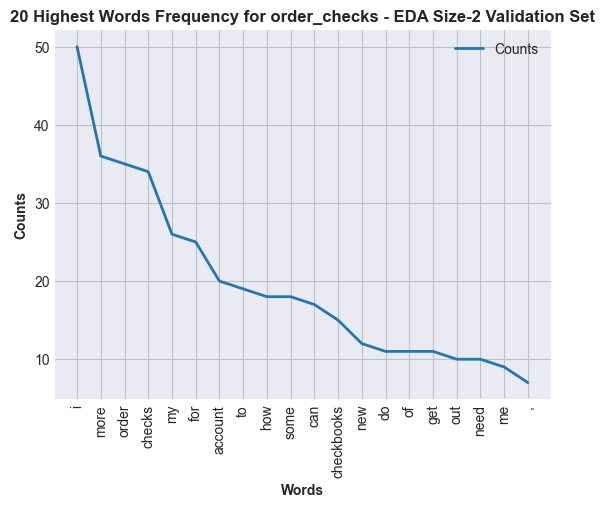 20 Highest Words Frequency for order_checks - EDA Size-2 Validation Set
Counts
50
40
30
20
10
Counts
i
more
order
checks
my
for
account
to
how
some
can
checkbooks
new
do
of
get
out
need
me
,
Words